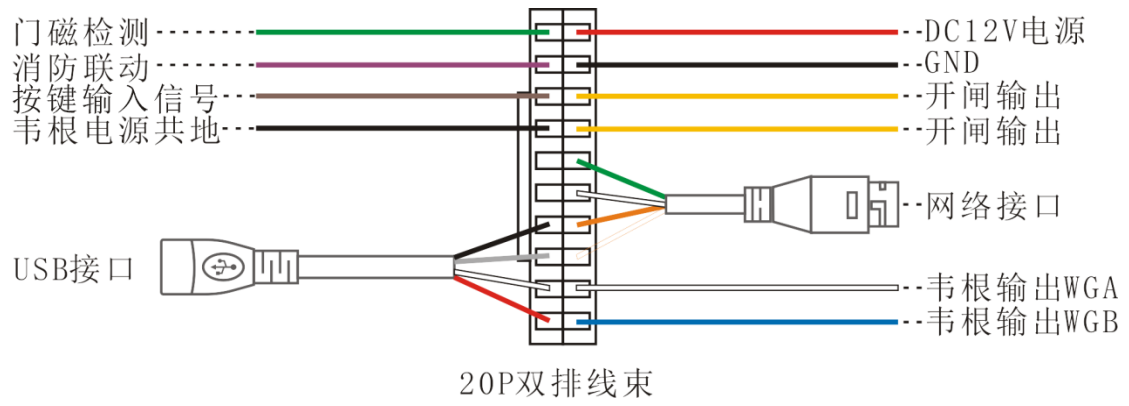 门磁检测
消防联动
按键输入信号
韦根电源共地
USB接口
DC12V电源
GND
开闸输出
开闸输出
网络接口
韦根输出WGA
韦根输出WGB
20P双排线束